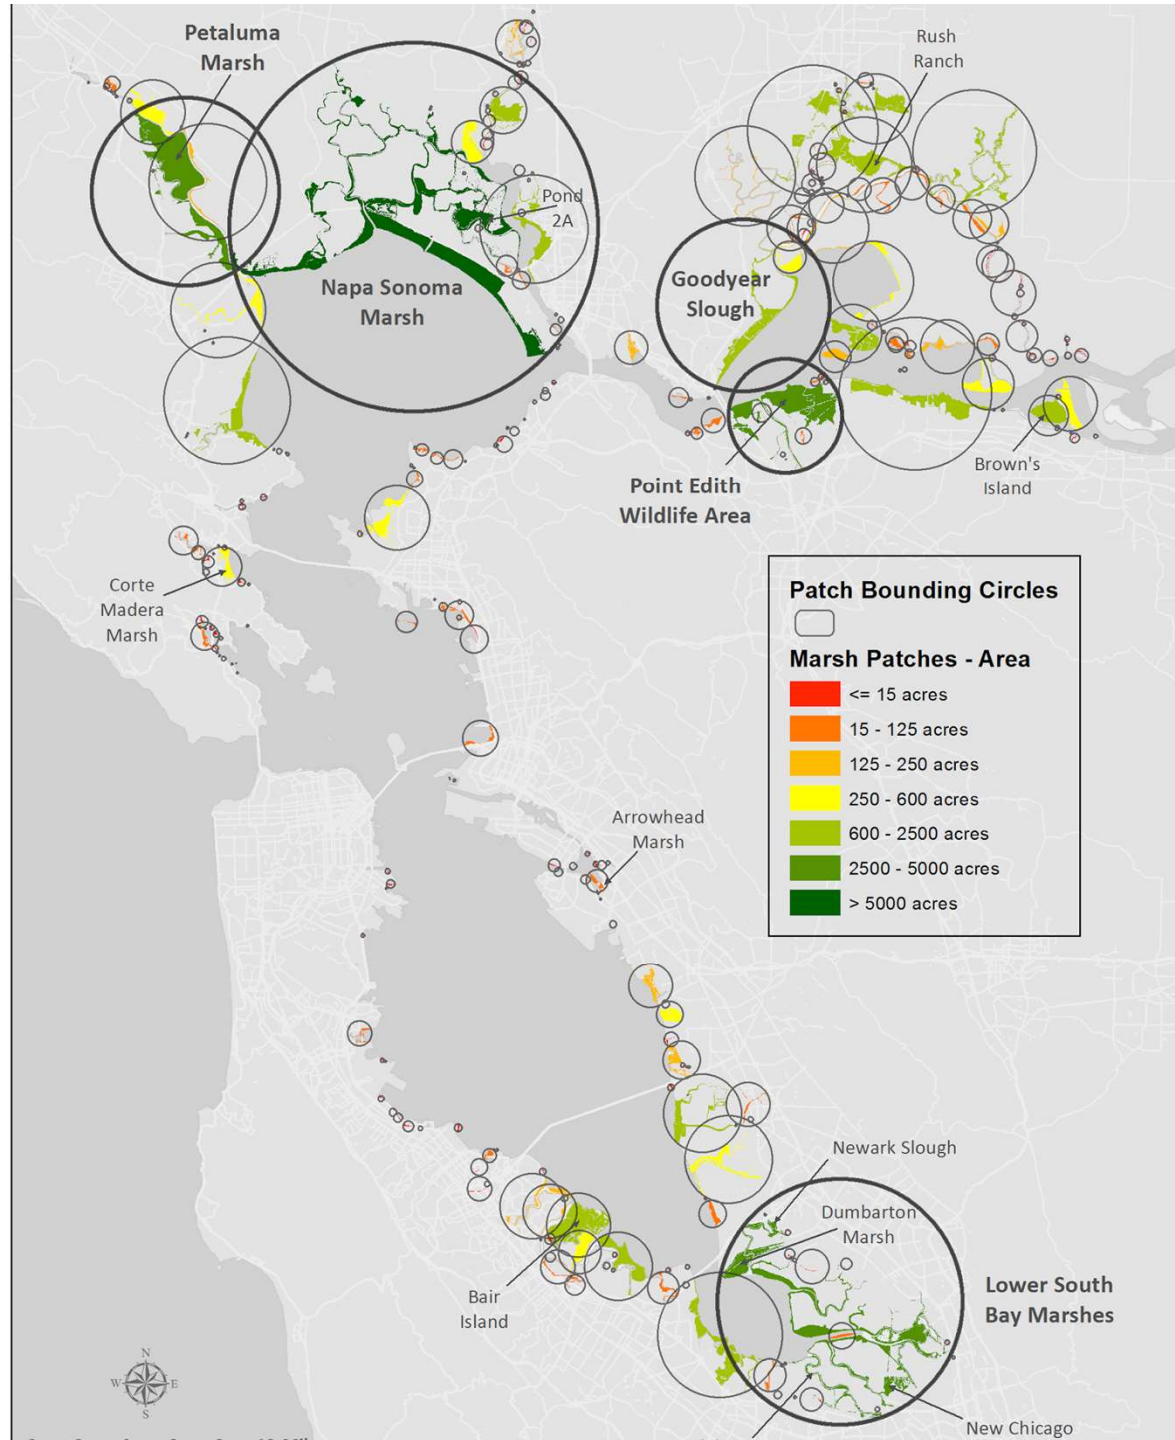 Petaluma
Marsh
Rush
Ranch
Pond
2A
Napa Sonoma
Marsh
Goodyear
Slough
Point Edith
Wildlife Area
Brown's
Island
Corte
Madera
Marsh
Patch Bounding Circles
Marsh Patches - Area
<= 15 acres
15 - 125 acres
125 - 250 acres
250 - 600 acres
600 - 2500 acres
2500 - 5000 acres
> 5000 acres
Arrowhead
Marsh
Newark Slough
Dumbarton
Marsh
Bair
Island
Lower South
Bay Marshes
New Chicago
N
W E
S